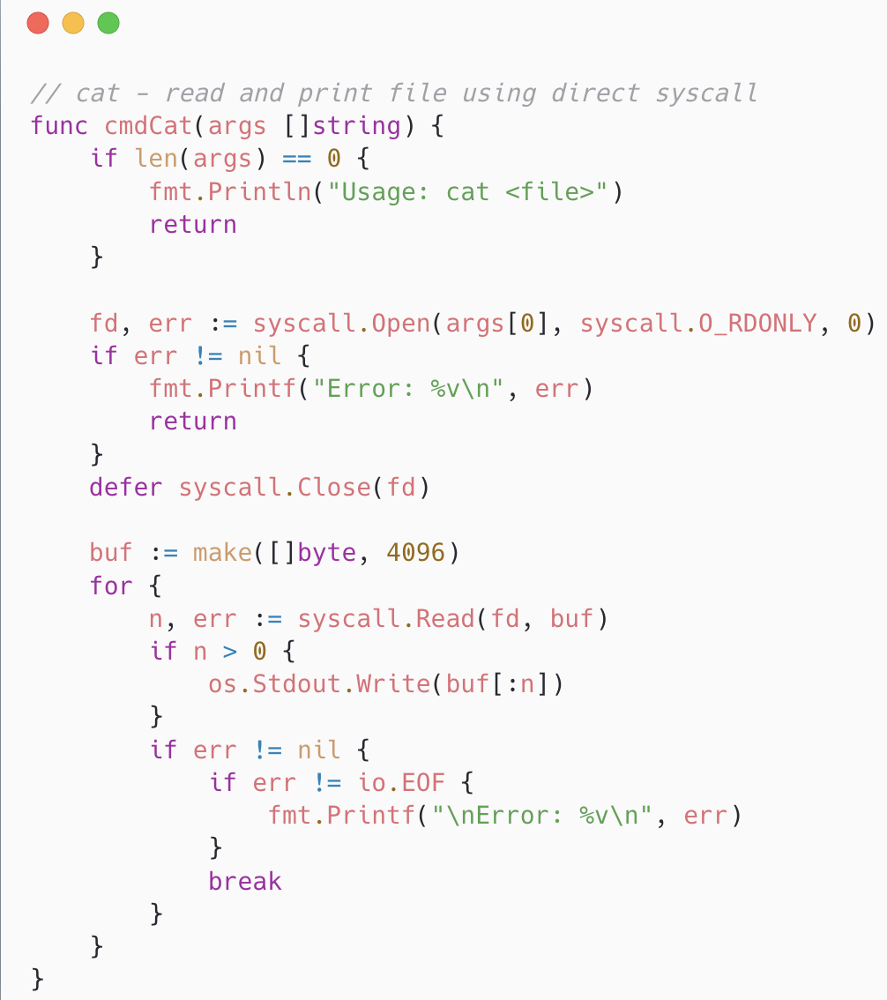 // cat - read and print file using direct syscall
func cmdCat(args []string) {
    if len(args) == 0 {
        fmt.Println("Usage: cat <file>")
        return
    }

    fd, err := syscall.Open(args[0], syscall.O_RDONLY, 0)
    if err != nil {
        fmt.Printf("Error: %v\n", err)
        return
    }
    defer syscall.Close(fd)

    buf := make([]byte, 4096)
    for {
        n, err := syscall.Read(fd, buf)
        if n > 0 {
            os.Stdout.Write(buf[:n])
        }
        if err != nil {
            if err != io.EOF {
                fmt.Printf("\nError: %v\n", err)
            }
            break
        }
    }
}